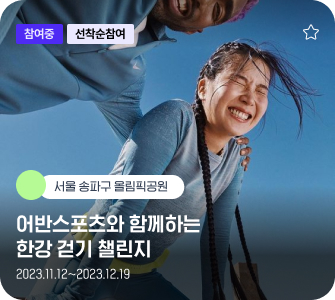 참여중 선착순참여
서울 송파구 올림픽공원
어반스포츠와 함께하는
한강 걷기 챌린지
2023.11.12~2023.12.19